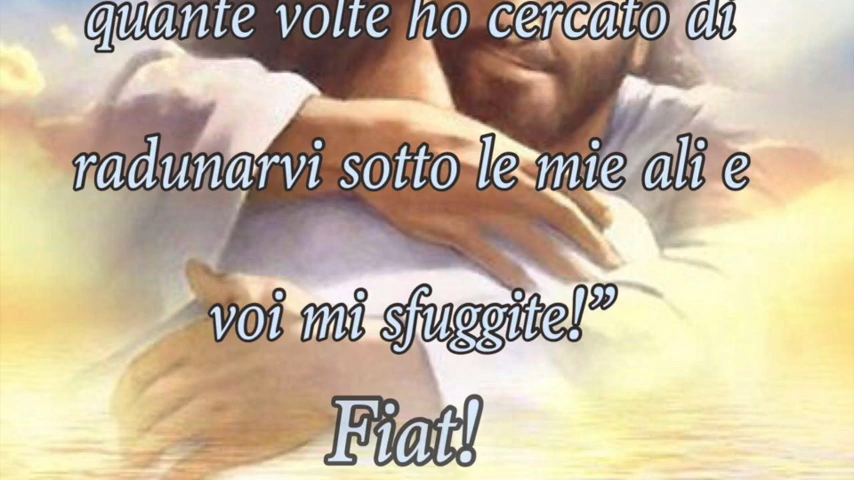 quante volte ho cercato di
radunarvi sotto le mie ali e
voi mi sfuggite!”
Fiat!